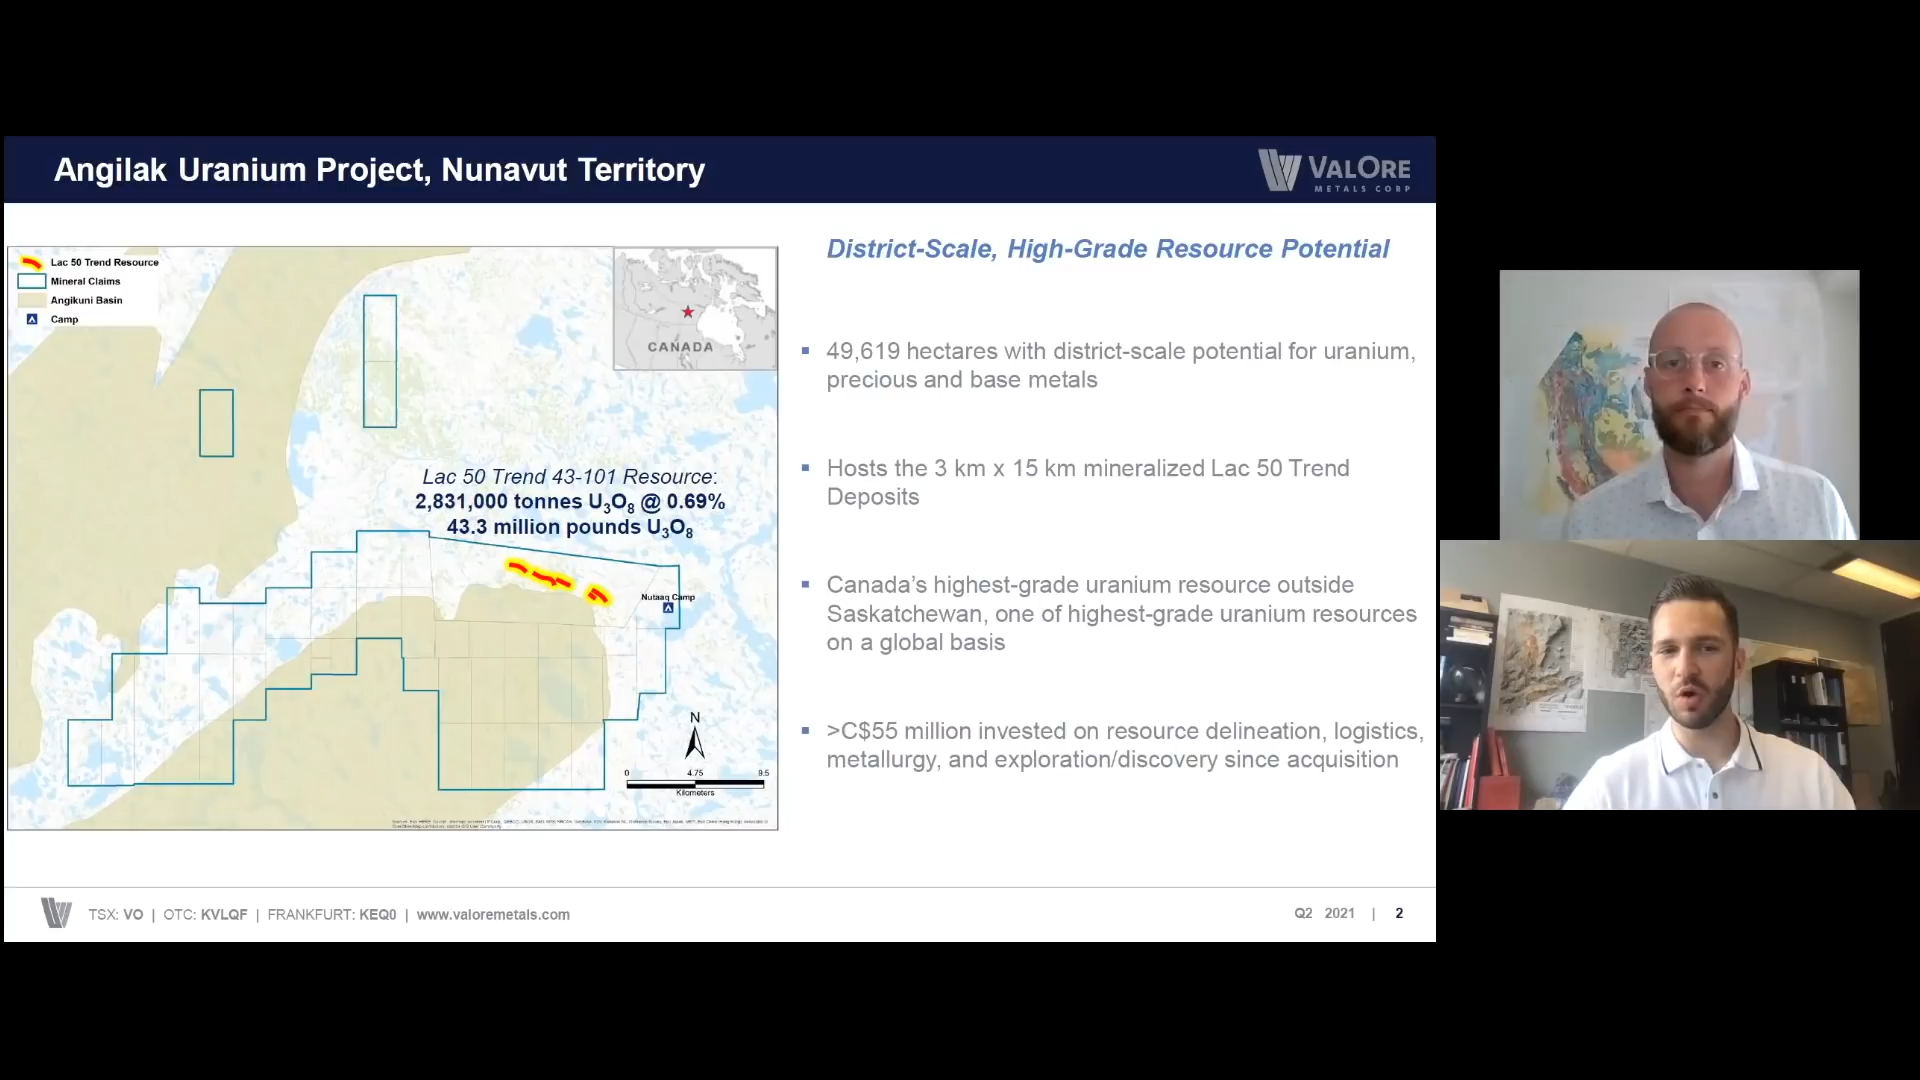 Angilak Uranium Project, Nunavut Territory
VALORE
METALS CORP
Lac 50 Trend Resource
Mineral Claims
Angikuni Basin
Camp
CANADA
Lac 50 Trend 43-101 Resource:
2,831,000 tonnes U3O8 @ 0.69%
43.3 million pounds U3O8
Nutaaq Camp
N
0 4.75 9.5
Kilometers
District-Scale, High-Grade Resource Potential
▪ 49,619 hectares with district-scale potential for uranium,
precious and base metals
▪ Hosts the 3 km x 15 km mineralized Lac 50 Trend
Deposits
▪ Canada's highest-grade uranium resource outside
Saskatchewan, one of highest-grade uranium resources
on a global basis
▪ >C$55 million invested on resource delineation, logistics,
metallurgy, and exploration/discovery since acquisition
TSX: VO | OTC: KVLQF | FRANKFURT: KEQ0 | www.valoremetals.com
Q2 2021 | 2